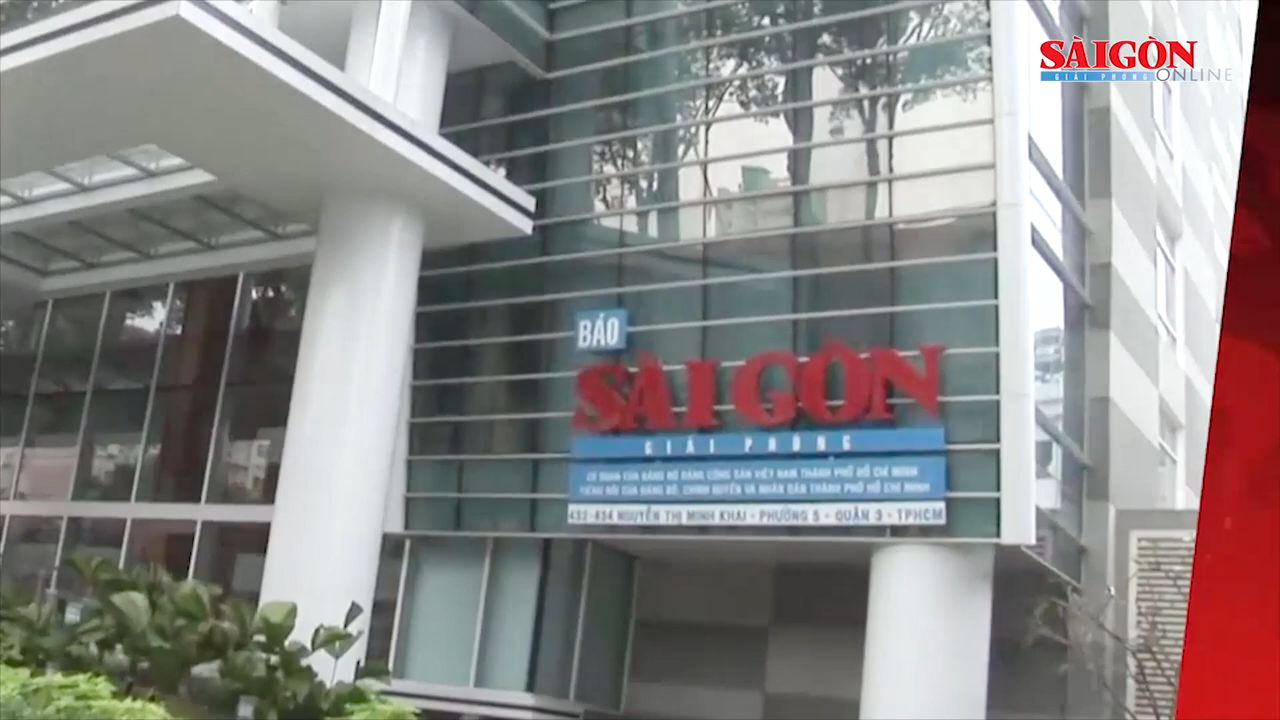 SÀIGÒN
GIẢI PHÓNG ONLINE
BÁO
SÀI GÒN
GIẢI PHÓNG
CƠ QUAN CỦA ĐẢNG BỘ ĐẢNG CỘNG SẢN VIỆT NAM THÀNH PHỐ HỒ CHÍ MINH
TIẾNG NÓI CỦA ĐẢNG BỘ, CHÍNH QUYỀN VÀ NHÂN DÂN THÀNH PHỐ HỒ CHÍ MINH
432-434 NGUYỄN THỊ MINH KHAI - PHƯỜNG 5 - QUẬN 3 - TPHCM